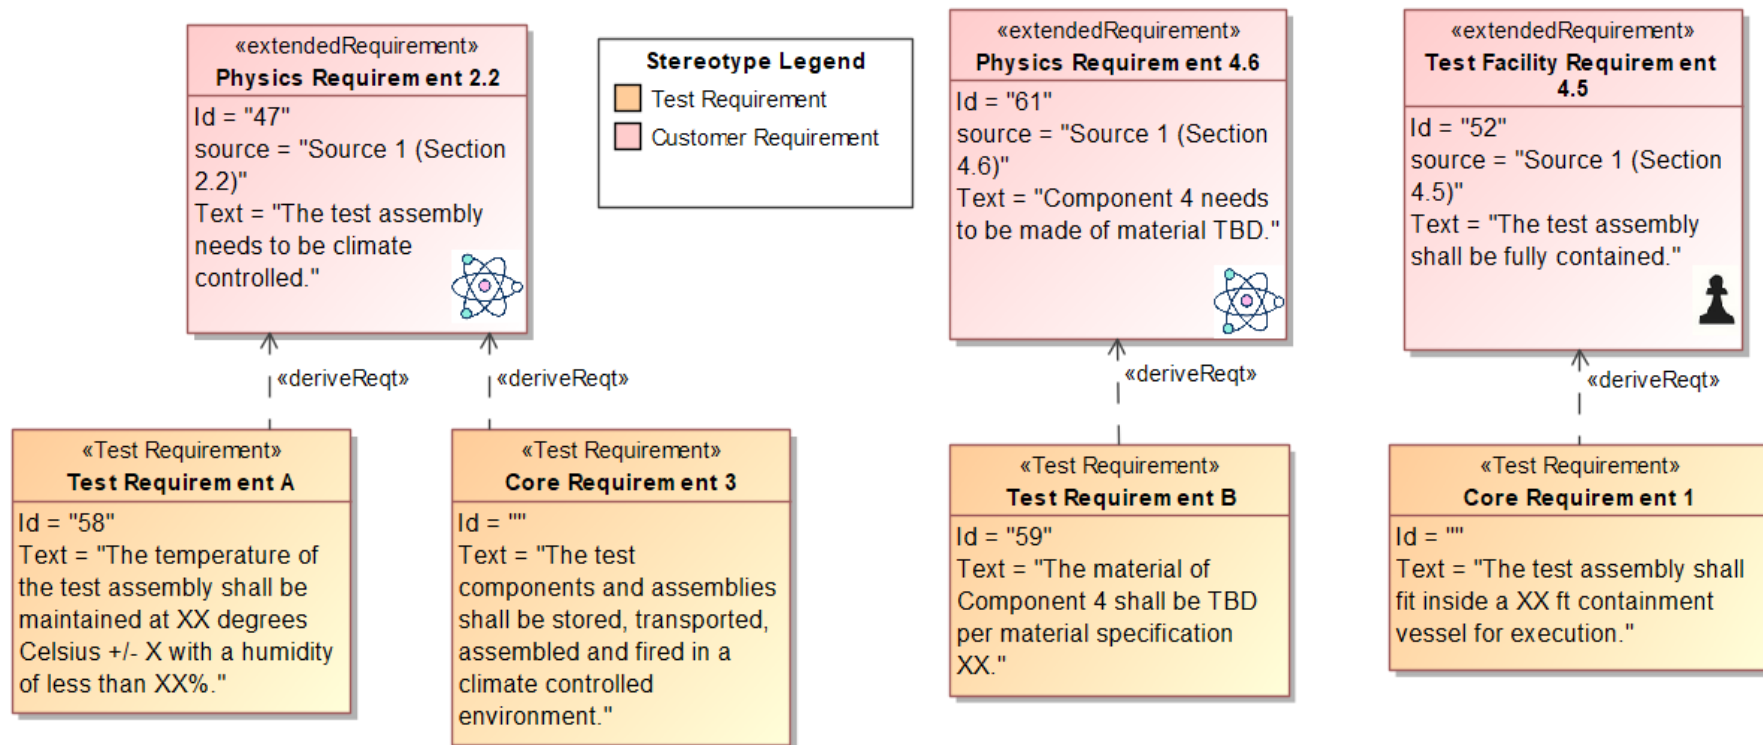 «extendedRequirement»
Physics Requirement 2.2
Id = "47"
source = "Source 1 (Section
2.2)"
Text = "The test assembly
needs to be climate
controlled."
Stereotype Legend
Test Requirement
Customer Requirement
«extendedRequirement»
Physics Requirement 4.6
Id = "61"
source = "Source 1 (Section
4.6)"
Text = "Component 4 needs
to be made of material TBD."
«extendedRequirement»
Test Facility Requirement
4.5
Id = "52"
source = "Source 1 (Section
4.5)"
Text = "The test assembly
shall be fully contained."
«deriveReqt»
«deriveReqt»
«deriveReqt»
«deriveReqt»
«Test Requirement»
Test Requirement A
Id = "58"
Text = "The temperature of
the test assembly shall be
maintained at XX degrees
Celsius +/- X with a humidity
of less than XX%."
«Test Requirement»
Core Requirement 3
Id = ""
Text = "The test
components and assemblies
shall be stored, transported,
assembled and fired in a
climate controlled
environment."
«Test Requirement»
Test Requirement B
Id = "59"
Text = "The material of
Component 4 shall be TBD
per material specification
XX."
«Test Requirement»
Core Requirement 1
Id = ""
Text = "The test assembly shall
fit inside a XX ft containment
vessel for execution."